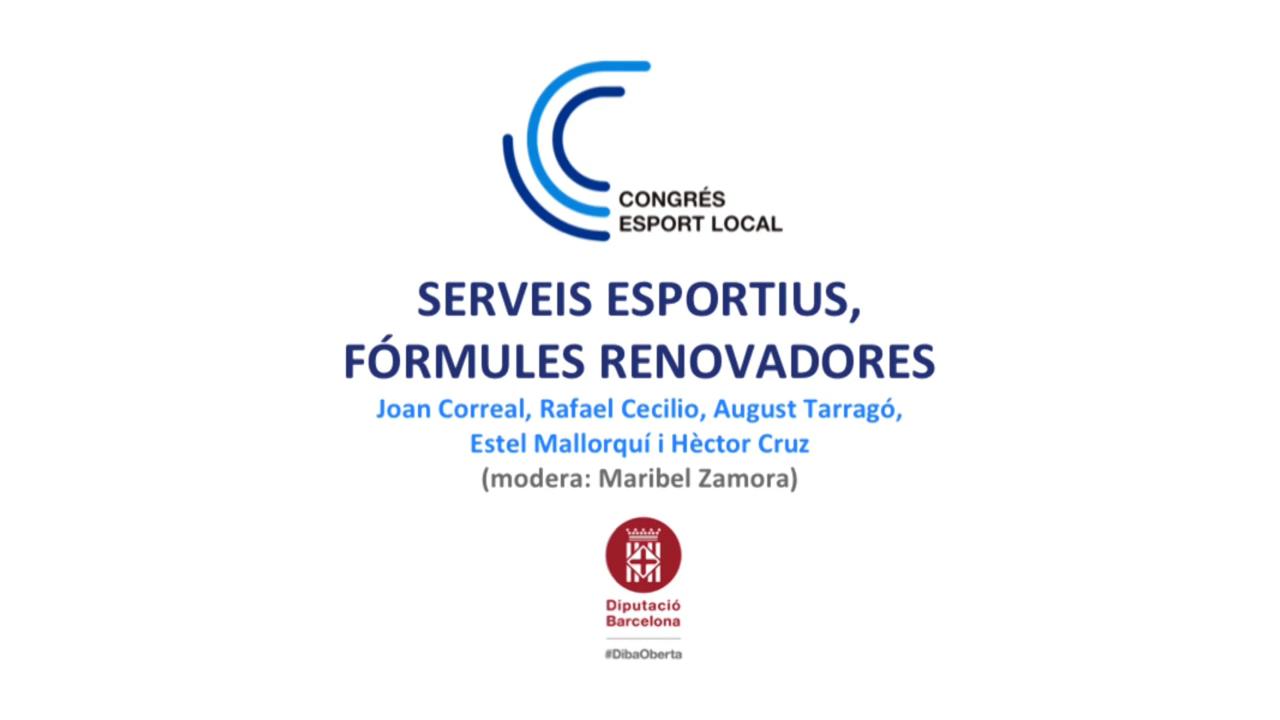 CONGRÉS
ESPORT LOCAL
SERVEIS ESPORTIUS,
FÓRMULES RENOVADORES
Joan Correal, Rafael Cecilio, August Tarragó,
Estel Mallorquí i Hèctor Cruz
(modera: Maribel Zamora)
Diputació
Barcelona
#DibaOberta